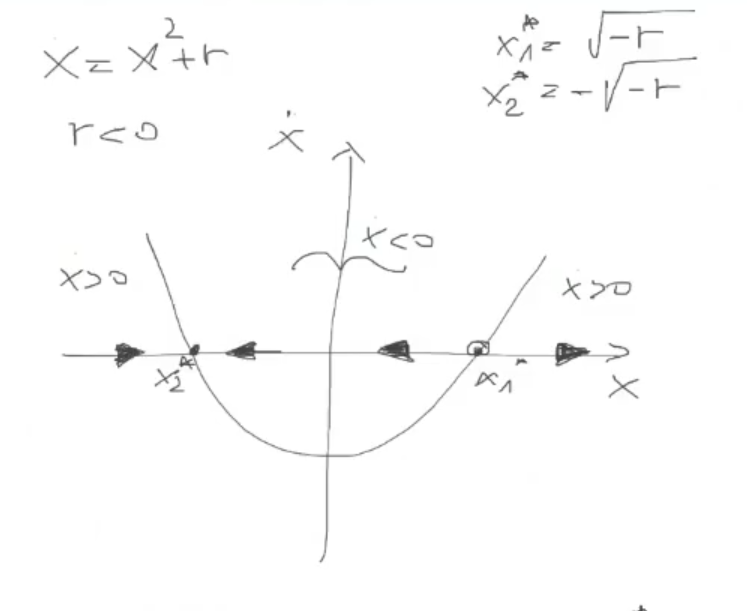 ẋ = x² + r
x₁* = √-r
x₂* = -√-r
r < 0
ẋ
ẋ < 0
ẋ > 0
ẋ > 0
x₂*
x₁*
x